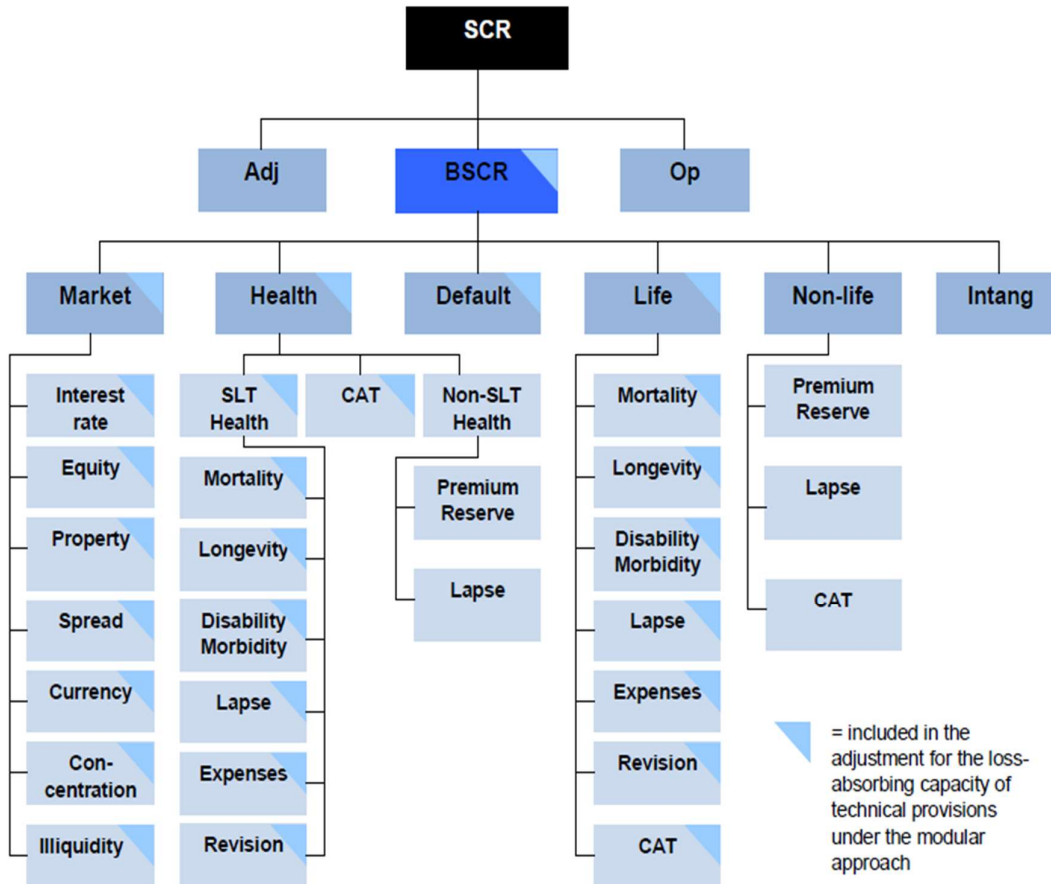 SCR
Adj
BSCR
Op
Market
Health
Default
Life
Non-life
Intang
Interest
rate
Equity
Property
Spread
Currency
Con-
centration
Illiquidity
SLT
Health
CAT
Non-SLT
Health
Mortality
Longevity
Disability
Morbidity
Lapse
Expenses
Revision
Premium
Reserve
Lapse
Mortality
Longevity
Disability
Morbidity
Lapse
Expenses
Revision
CAT
Premium
Reserve
Lapse
CAT
= included in the
adjustment for the loss-
absorbing capacity of
technical provisions
under the modular
approach